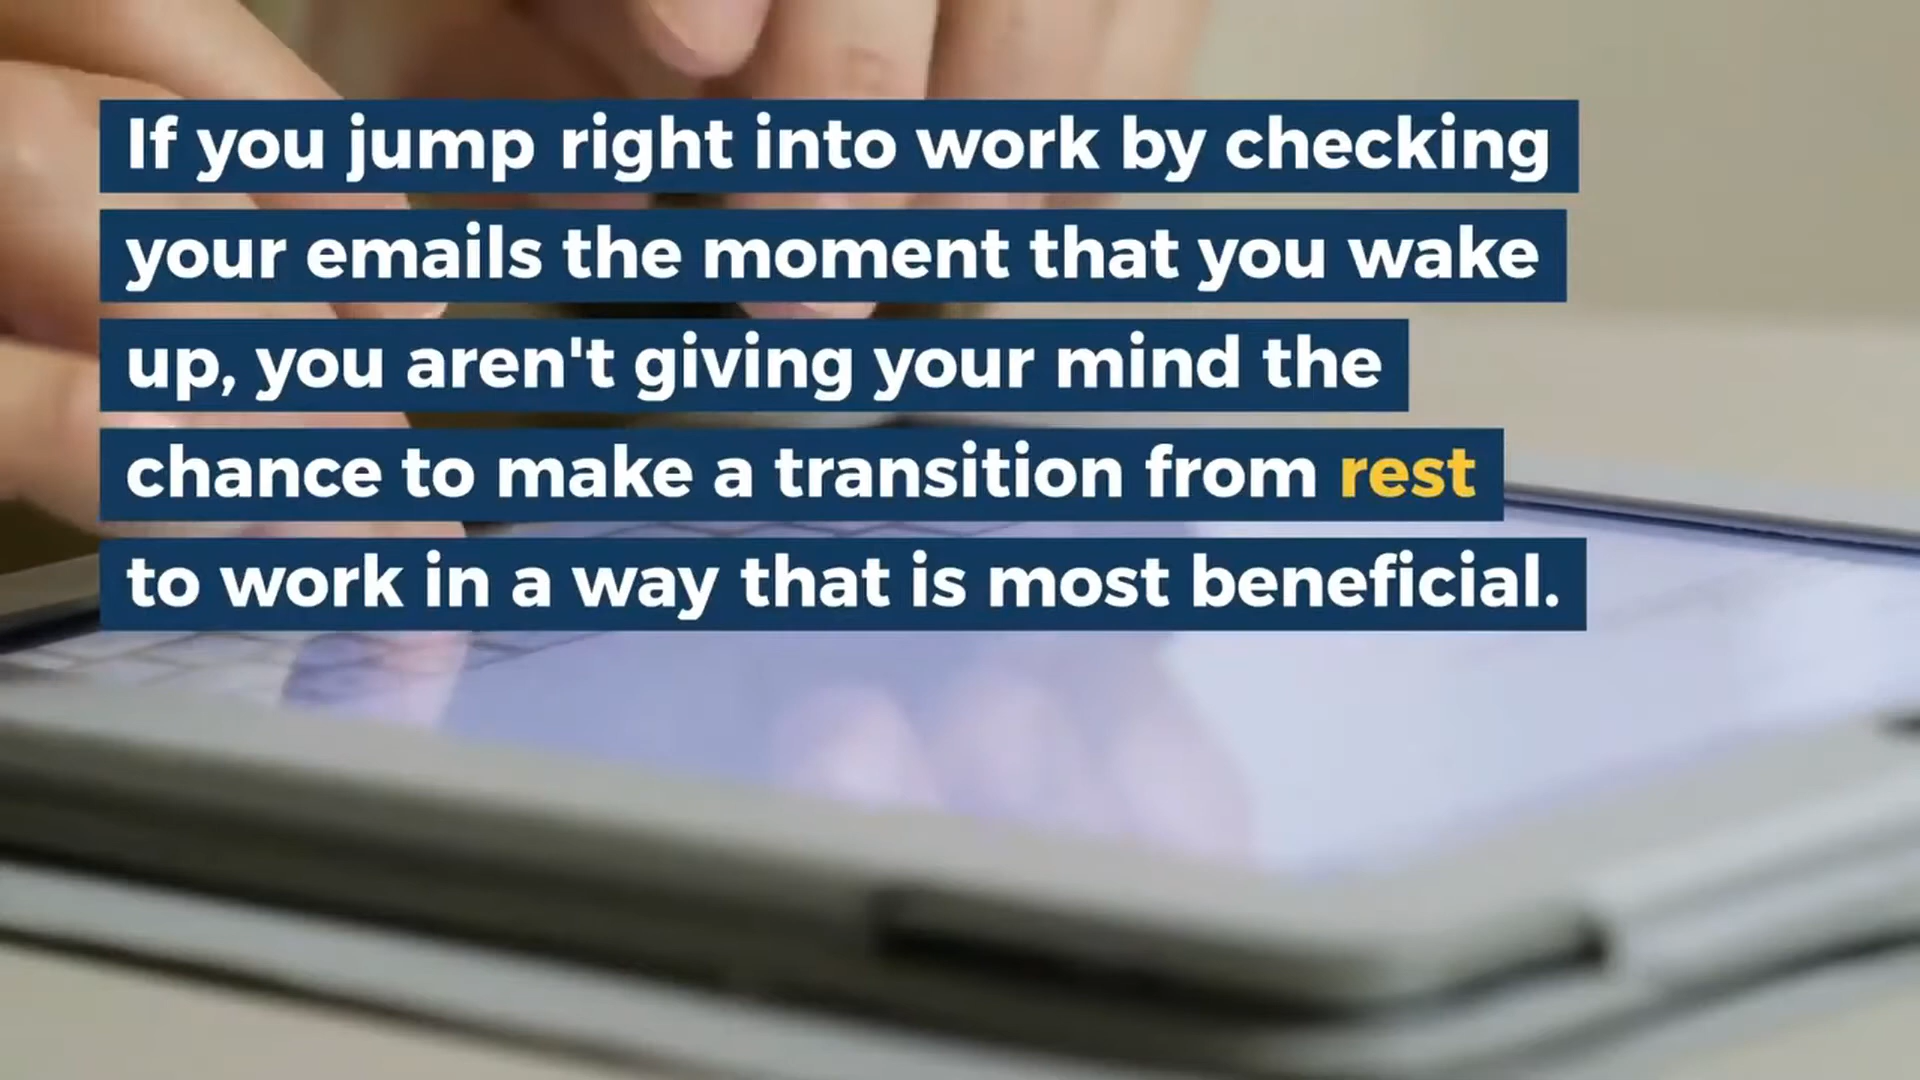 If you jump right into work by checking
your emails the moment that you wake
up, you aren't giving your mind the
chance to make a transition from rest
to work in a way that is most beneficial.